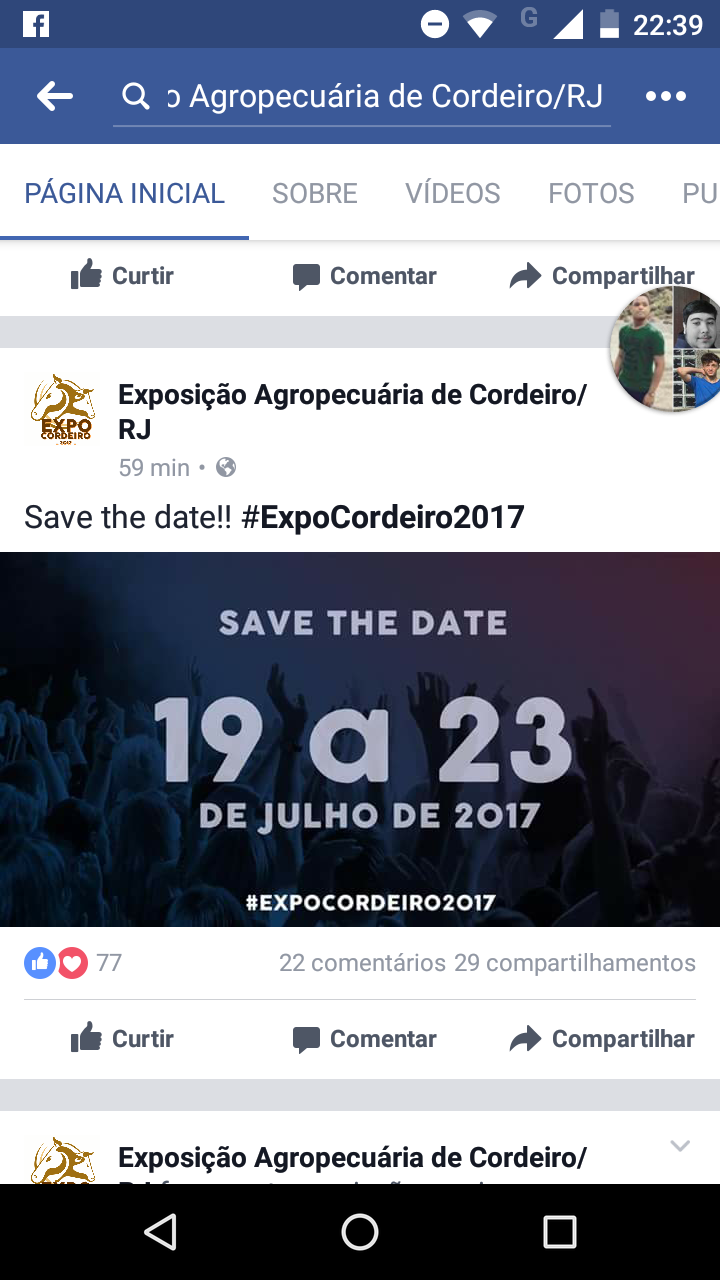 G 22:39
o Agropecuária de Cordeiro/RJ
PÁGINA INICIAL SOBRE VÍDEOS FOTOS PU
Curtir Comentar Compartilhar
EXPO
CORDEIRO
2017
Exposição Agropecuária de Cordeiro/
RJ
59 min •
Save the date!! #ExpoCordeiro2017
SAVE THE DATE
19 a 23
DE JULHO DE 2017
#EXPOCORDEIRO2017
77 22 comentários 29 compartilhamentos
Curtir Comentar Compartilhar
Exposição Agropecuária de Cordeiro/